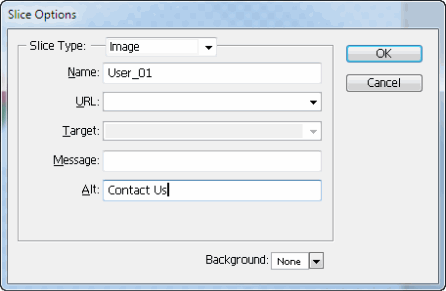 Slice Options
Slice Type: Image
OK
Name: User_01
Cancel
URL:
Target:
Message:
Alt: Contact Us
Background: None